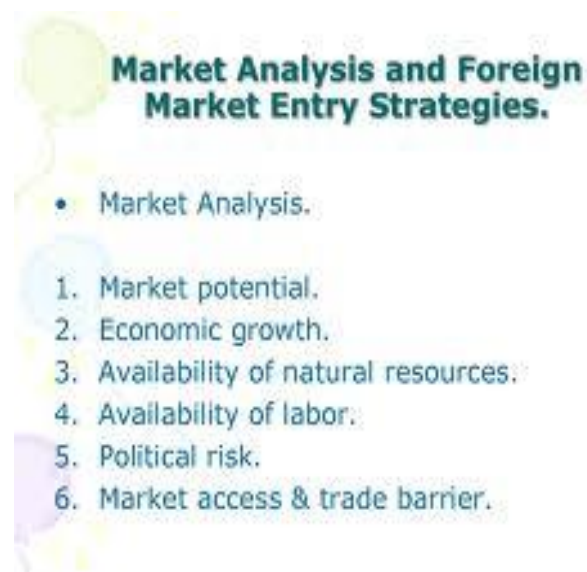 Market Analysis and Foreign
Market Entry Strategies.
• Market Analysis.
1. Market potential.
2. Economic growth.
3. Availability of natural resources.
4. Availability of labor.
5. Political risk.
6. Market access & trade barrier.